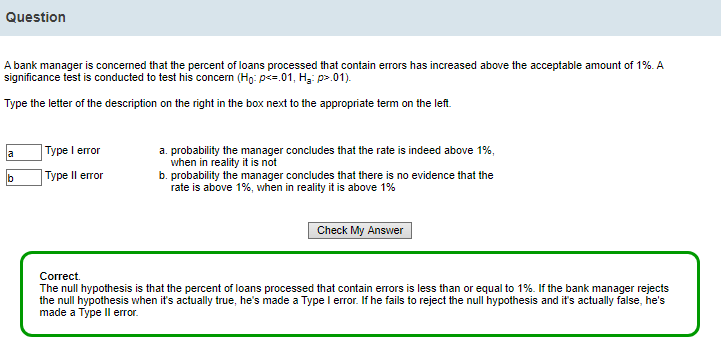 Question
A bank manager is concerned that the percent of loans processed that contain errors has increased above the acceptable amount of 1%. A
significance test is conducted to test his concern (H0: p<=.01, Ha: p>.01).
Type the letter of the description on the right in the box next to the appropriate term on the left.
a Type I error a. probability the manager concludes that the rate is indeed above 1%,
when in reality it is not
b Type II error b. probability the manager concludes that there is no evidence that the
rate is above 1%, when in reality it is above 1%
Check My Answer
Correct.
The null hypothesis is that the percent of loans processed that contain errors is less than or equal to 1%. If the bank manager rejects
the null hypothesis when it's actually true, he's made a Type I error. If he fails to reject the null hypothesis and it's actually false, he's
made a Type II error.